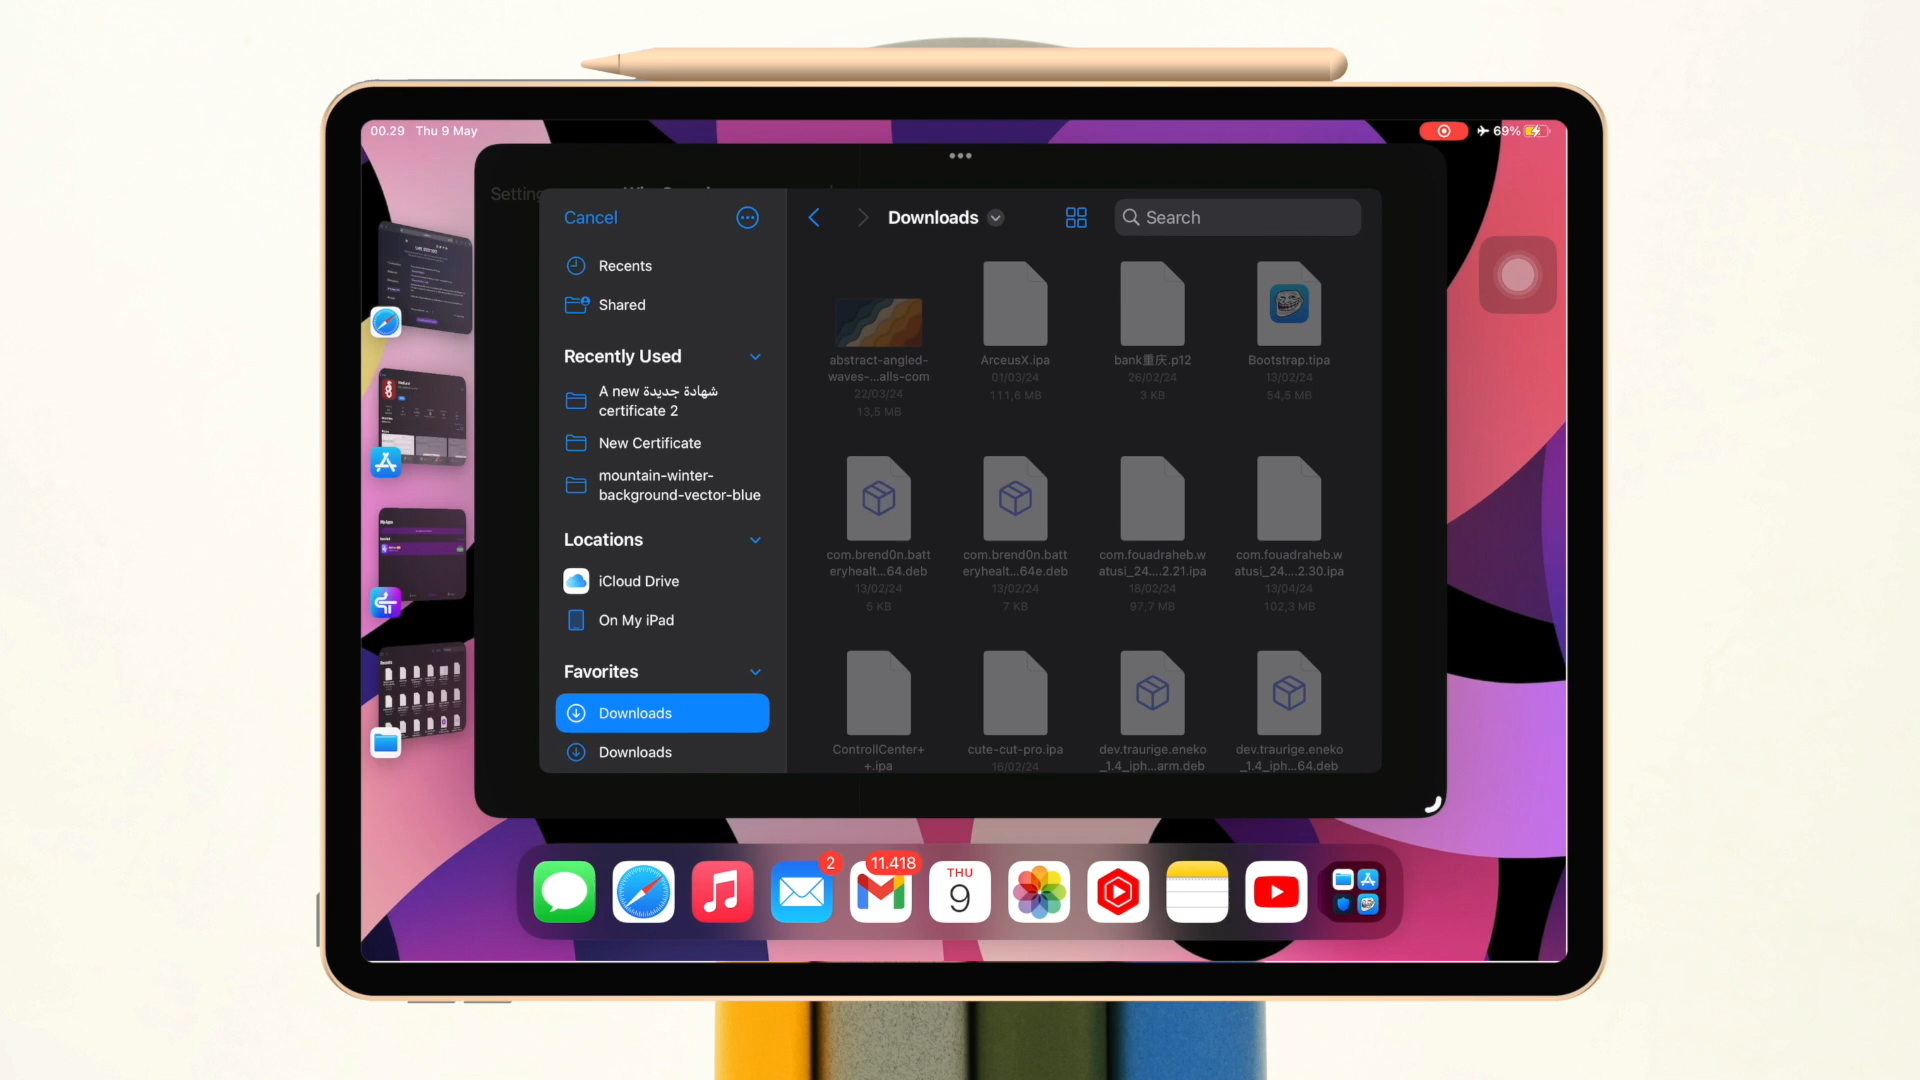 00.29 Thu 9 May
69%
Setting
Cancel
Downloads
Search
Recents
Shared
Recently Used
A new شهادة جديدة
certificate 2
New Certificate
mountain-winter-
background-vector-blue
Locations
iCloud Drive
On My iPad
Favorites
Downloads
Downloads
abstract-angled-
waves-...alls-com
22/03/24
13,5 MB
ArceusX.ipa
01/03/24
111,6 MB
bank重庆.p12
26/02/24
3 KB
Bootstrap.tipa
13/02/24
54,5 MB
com.brend0n.batt
eryhealt...64.deb
13/02/24
5 KB
com.brend0n.batt
eryhealt...64e.deb
13/02/24
7 KB
com.fouadraheb.w
atusi_24....2.21.ipa
18/02/24
97,7 MB
com.fouadraheb.w
atusi_24....2.30.ipa
13/04/24
102,3 MB
ControllCenter+
+.ipa
cute-cut-pro.ipa
16/02/24
dev.traurige.eneko
_1.4_iph...arm.deb
dev.traurige.eneko
_1.4_iph...64.deb
2
11.418
THU
9